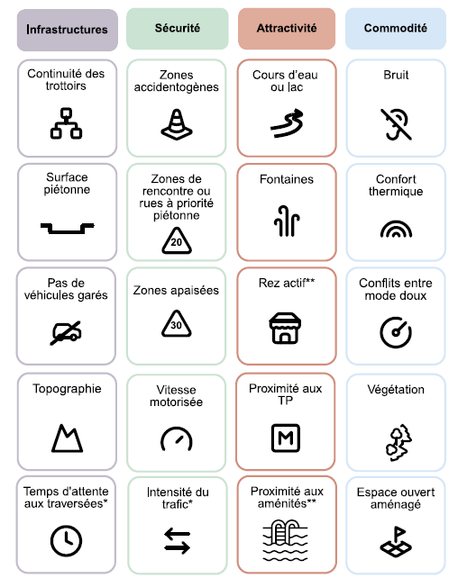 Infrastructures
Sécurité
Attractivité
Commodité
Continuité des
trottoirs
Zones
accidentogènes
Cours d'eau
ou lac
Bruit
Surface
piétonne
Zones de
rencontre ou
rues à priorité
piétonne
20
Fontaines
Confort
thermique
Pas de
véhicules garés
Zones apaisées
30
Rez actif**
Conflits entre
mode doux
Topographie
Vitesse
motorisée
Proximité aux
TP
M
Végétation
Temps d'attente
aux traversées*
Intensité du
trafic*
Proximité aux
aménités**
Espace ouvert
aménagé